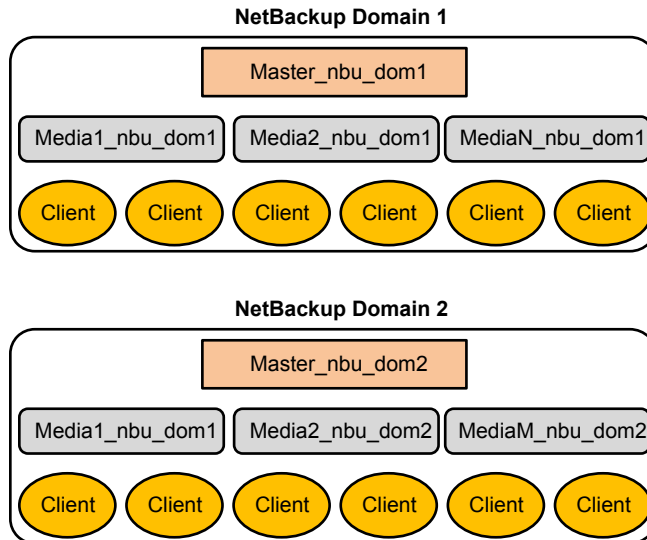 NetBackup Domain 1
Master_nbu_dom1
Media1_nbu_dom1 Media2_nbu_dom1 MediaN_nbu_dom1
Client Client Client Client Client Client
NetBackup Domain 2
Master_nbu_dom2
Media1_nbu_dom1 Media2_nbu_dom2 MediaM_nbu_dom2
Client Client Client Client Client Client